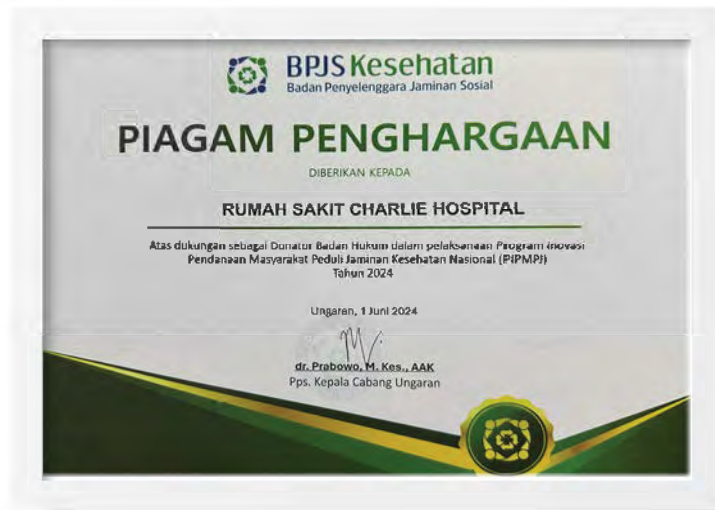 BPJS Kesehatan
Badan Penyelenggara Jaminan Sosial
PIAGAM PENGHARGAAN
DIBERIKAN KEPADA
RUMAH SAKIT CHARLIE HOSPITAL
Atas dukungan sebagai Donatur Badan Hukum dalam pelaksanaan Program Inovasi
Pendanaan Masyarakat Peduli Jaminan Kesehatan Nasional (PIPMPJ)
Tahun 2024
Ungaran, 1 Juni 2024
dr. Prabowo, M. Kes., AAK
Pps. Kepala Cabang Ungaran